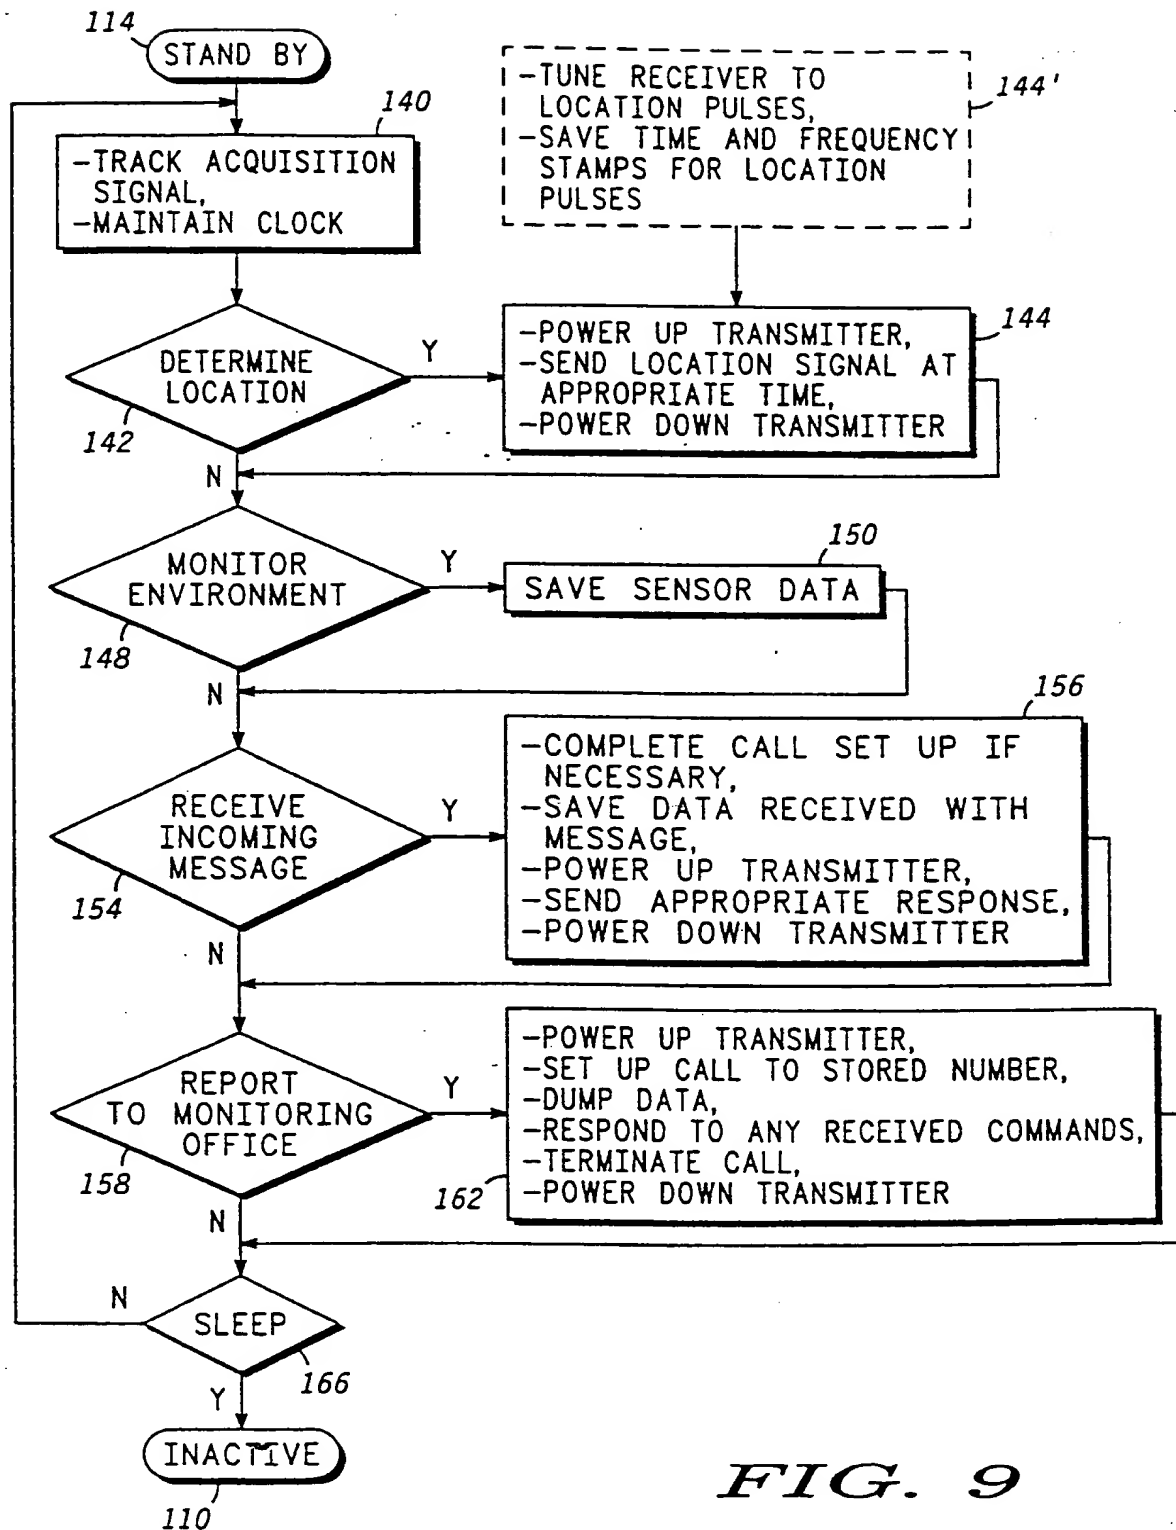 114
STAND BY
140
-TRACK ACQUISITION
SIGNAL,
-MAINTAIN CLOCK
-TUNE RECEIVER TO
LOCATION PULSES,
-SAVE TIME AND FREQUENCY
STAMPS FOR LOCATION
PULSES
144'
DETERMINE
LOCATION
142
Y
N
-POWER UP TRANSMITTER,
-SEND LOCATION SIGNAL AT
APPROPRIATE TIME,
-POWER DOWN TRANSMITTER
144
MONITOR
ENVIRONMENT
148
Y
N
150
SAVE SENSOR DATA
RECEIVE
INCOMING
MESSAGE
154
Y
N
156
-COMPLETE CALL SET UP IF
NECESSARY,
-SAVE DATA RECEIVED WITH
MESSAGE,
-POWER UP TRANSMITTER,
-SEND APPROPRIATE RESPONSE,
-POWER DOWN TRANSMITTER
REPORT
TO MONITORING
OFFICE
158
Y
N
-POWER UP TRANSMITTER,
-SET UP CALL TO STORED NUMBER,
-DUMP DATA,
-RESPOND TO ANY RECEIVED COMMANDS,
-TERMINATE CALL,
-POWER DOWN TRANSMITTER
162
N
SLEEP
166
Y
INACTIVE
110
FIG. 9